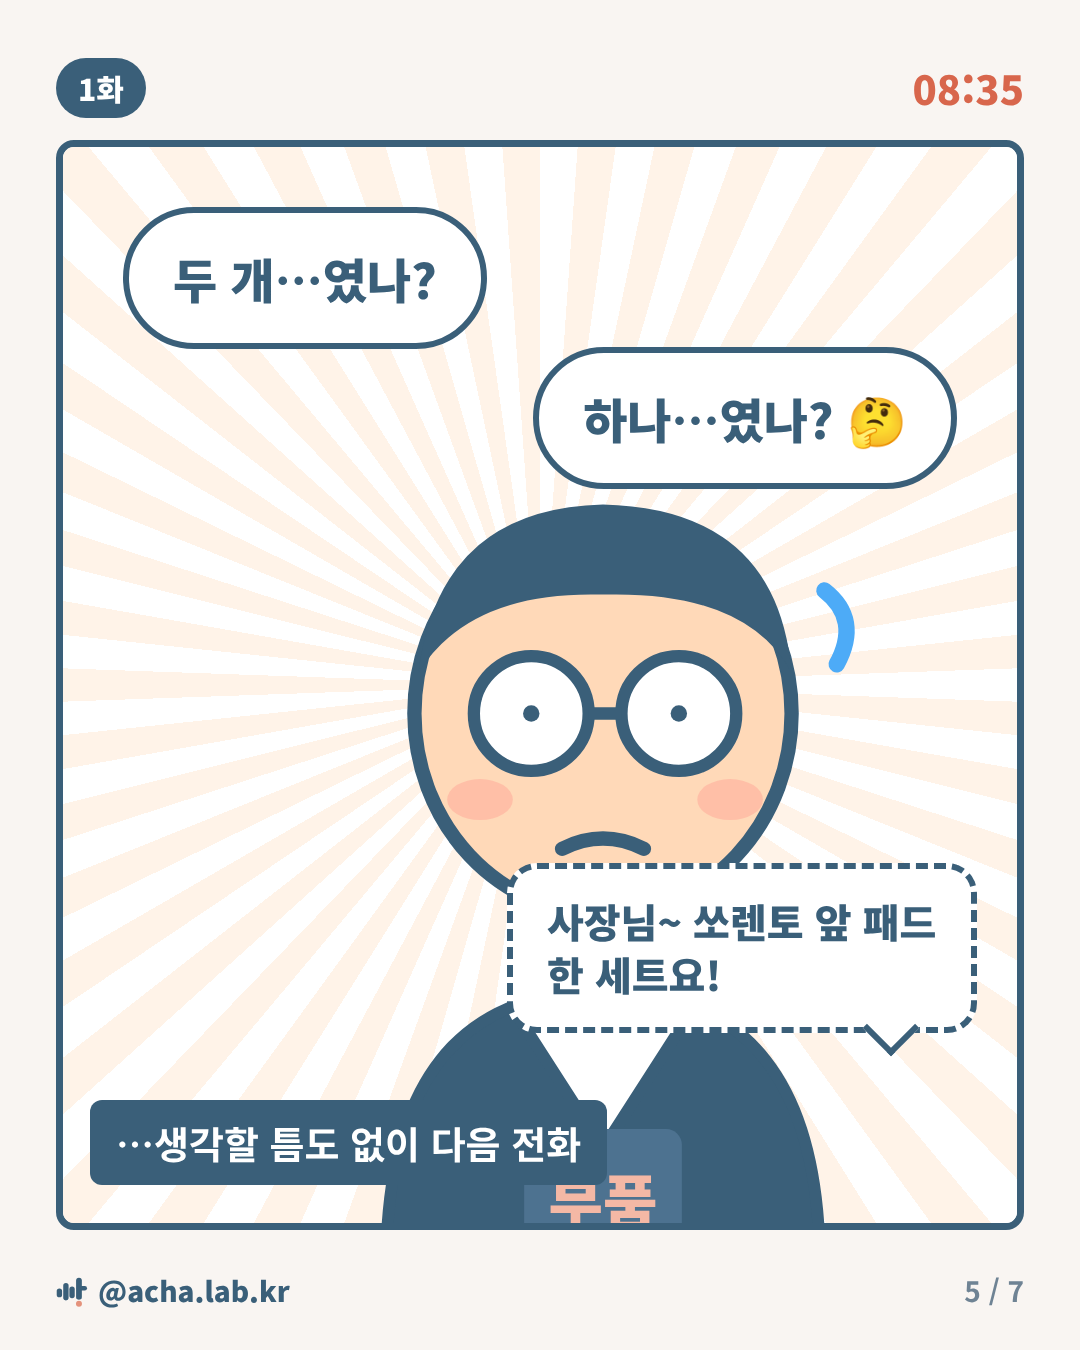 1화
08:35
두 개…였나?
하나…였나? 🤔
사장님~ 쏘렌토 앞 패드
한 세트요!
…생각할 틈도 없이 다음 전화
부품
@acha.lab.kr
5 / 7